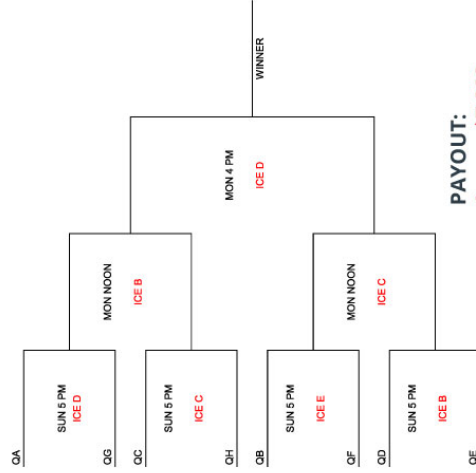 QA
SUN 5 PM
ICE D
QG
MON NOON
ICE B
QC
SUN 5 PM
ICE C
QH
MON 4 PM
ICE D
WINNER
QB
SUN 5 PM
ICE E
QF
MON NOON
ICE C
QD
SUN 5 PM
ICE B
PAYOUT: